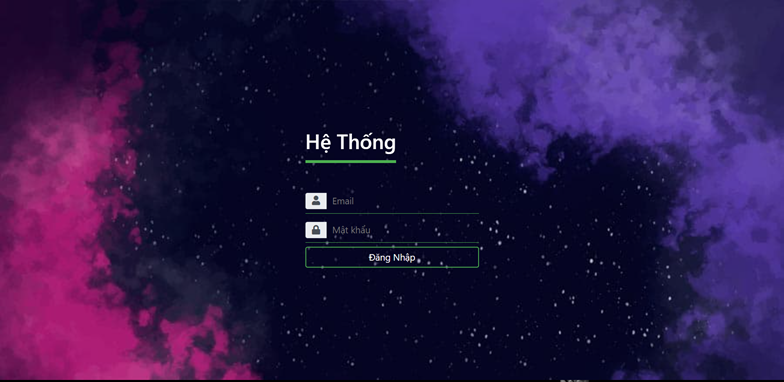 Hệ Thống
Email
Mật khẩu
Đăng Nhập